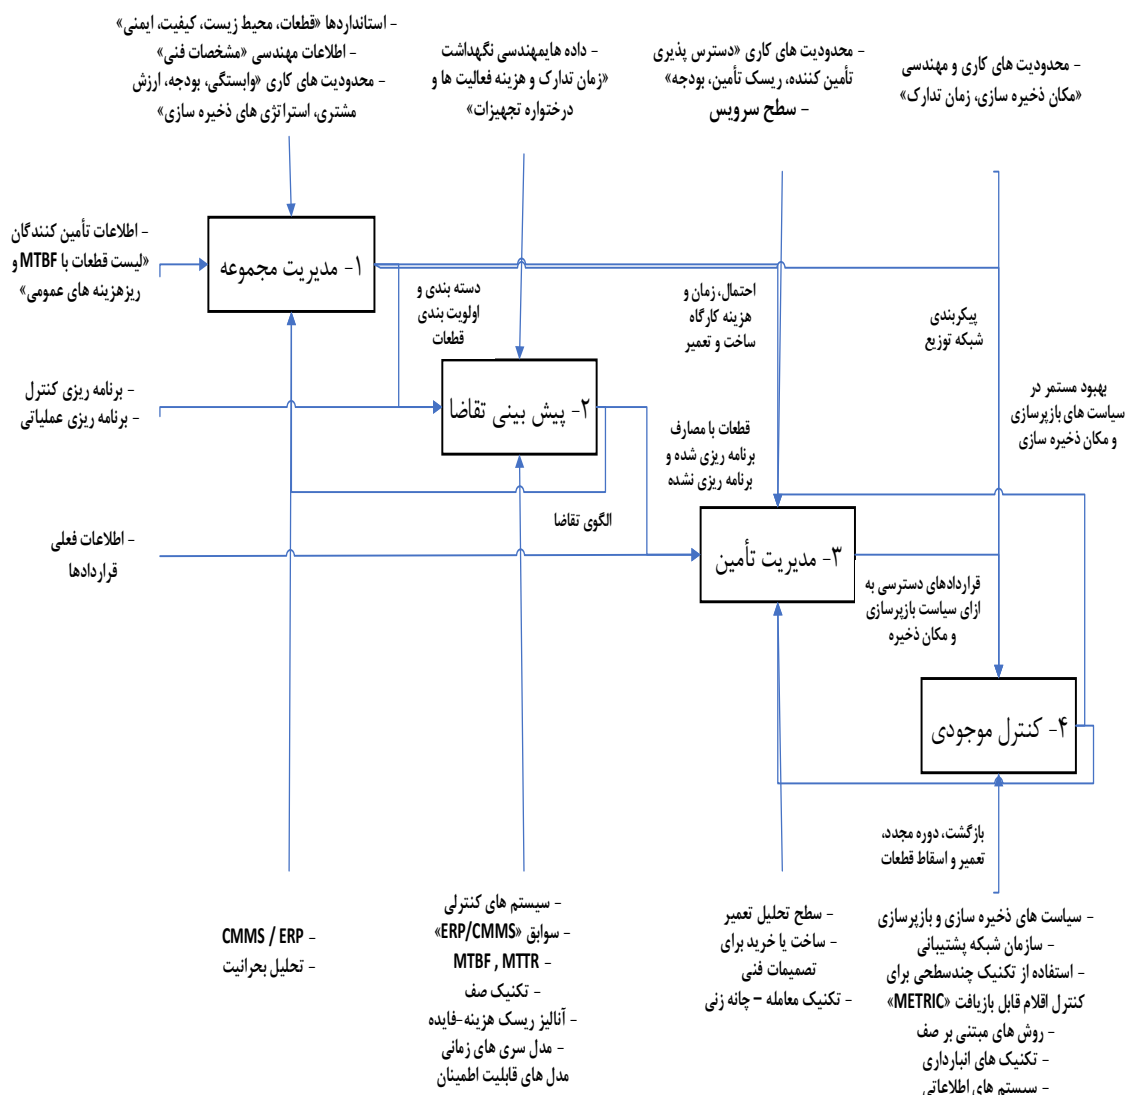 - استانداردها «قطعات، محیط زیست، کیفیت، ایمنی»
- اطلاعات مهندسی «مشخصات فنی»
- محدودیت های کاری «وابستگی، بودجه، ارزش
مشتری، استراتژی های ذخیره سازی»
- داده هایمهندسی نگهداشت
«زمان تدارک و هزینه فعالیت ها و
درختواره تجهیزات»
- محدودیت های کاری «دسترس پذیری
تأمین کننده، ریسک تأمین، بودجه»
- سطح سرویس
- محدودیت های کاری و مهندسی
«مکان ذخیره سازی، زمان تدارک»
- اطلاعات تأمین کنندگان
«لیست قطعات با MTBF و
ریزهزینه های عمومی»
۱- مدیریت مجموعه
دسته بندی و
اولویت بندی
قطعات
احتمال، زمان و
هزینه کارگاه
ساخت و تعمیر
پیکربندی
شبکه توزیع
- برنامه ریزی کنترل
- برنامه ریزی عملیاتی
۲- پیش بینی تقاضا
بهبود مستمر در
سیاست های بازپرسازی
و مکان ذخیره سازی
قطعات با مصارف
برنامه ریزی شده و
برنامه ریزی نشده
الگوی تقاضا
- اطلاعات فعلی
قراردادها
۳- مدیریت تأمین
قراردادهای دسترسی به
ازای سیاست بازپرسازی
و مکان ذخیره
۴- کنترل موجودی
بازگشت، دوره مجدد،
تعمیر و اسقاط قطعات
- CMMS / ERP
- تحلیل بحرانیت
- سیستم های کنترلی
- سوابق «ERP/CMMS»
- MTBF , MTTR
- تکنیک صف
- آنالیز ریسک هزینه-فایده
- مدل سری های زمانی
مدل های قابلیت اطمینان
- سطح تحلیل تعمیر
- ساخت یا خرید برای
تصمیمات فنی
- تکنیک معامله – چانه زنی
- سیاست های ذخیره سازی و بازپرسازی
- سازمان شبکه پشتیبانی
- استفاده از تکنیک چندسطحی برای
کنترل اقلام قابل بازیافت «METRIC»
- روش های مبتنی بر صف
- تکنیک های انبارداری
- سیستم های اطلاعاتی